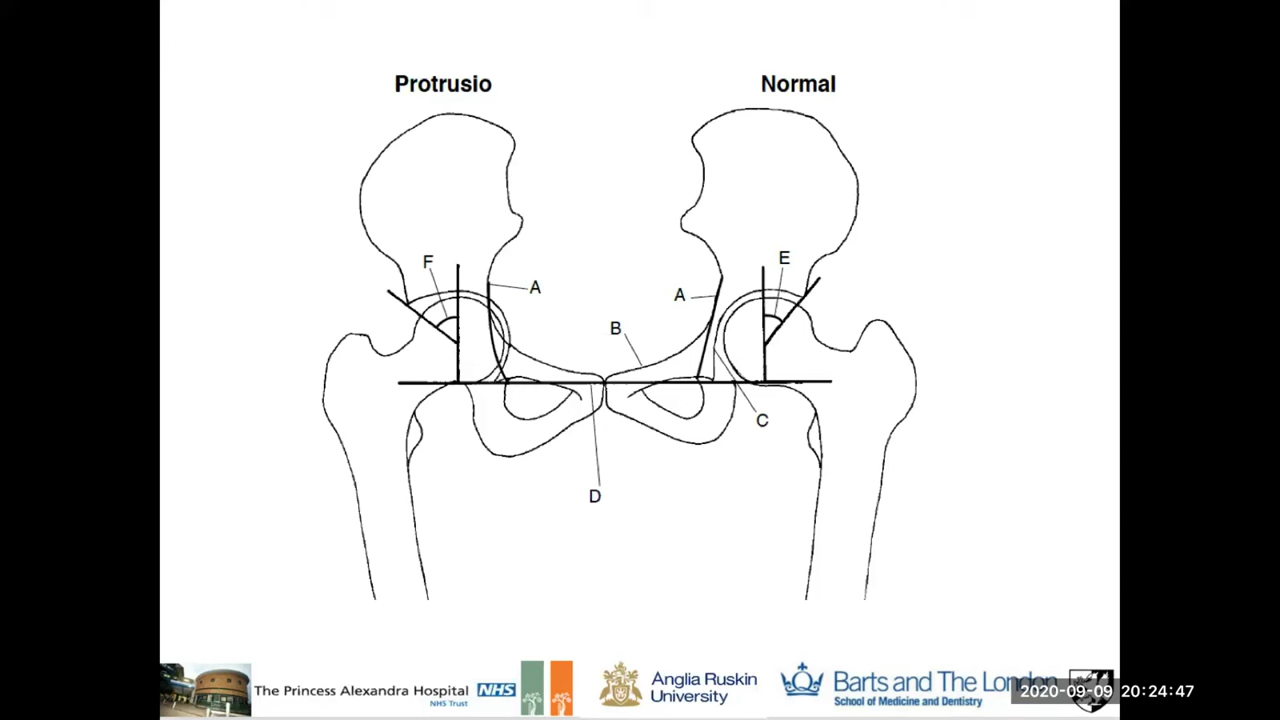 Protrusio
Normal
F
E
A
A
B
C
D
The Princess Alexandra Hospital NHS
NHS Trust
Anglia Ruskin
University
Barts and The London
School of Medicine and Dentistry
2020-09-09 20:24:47